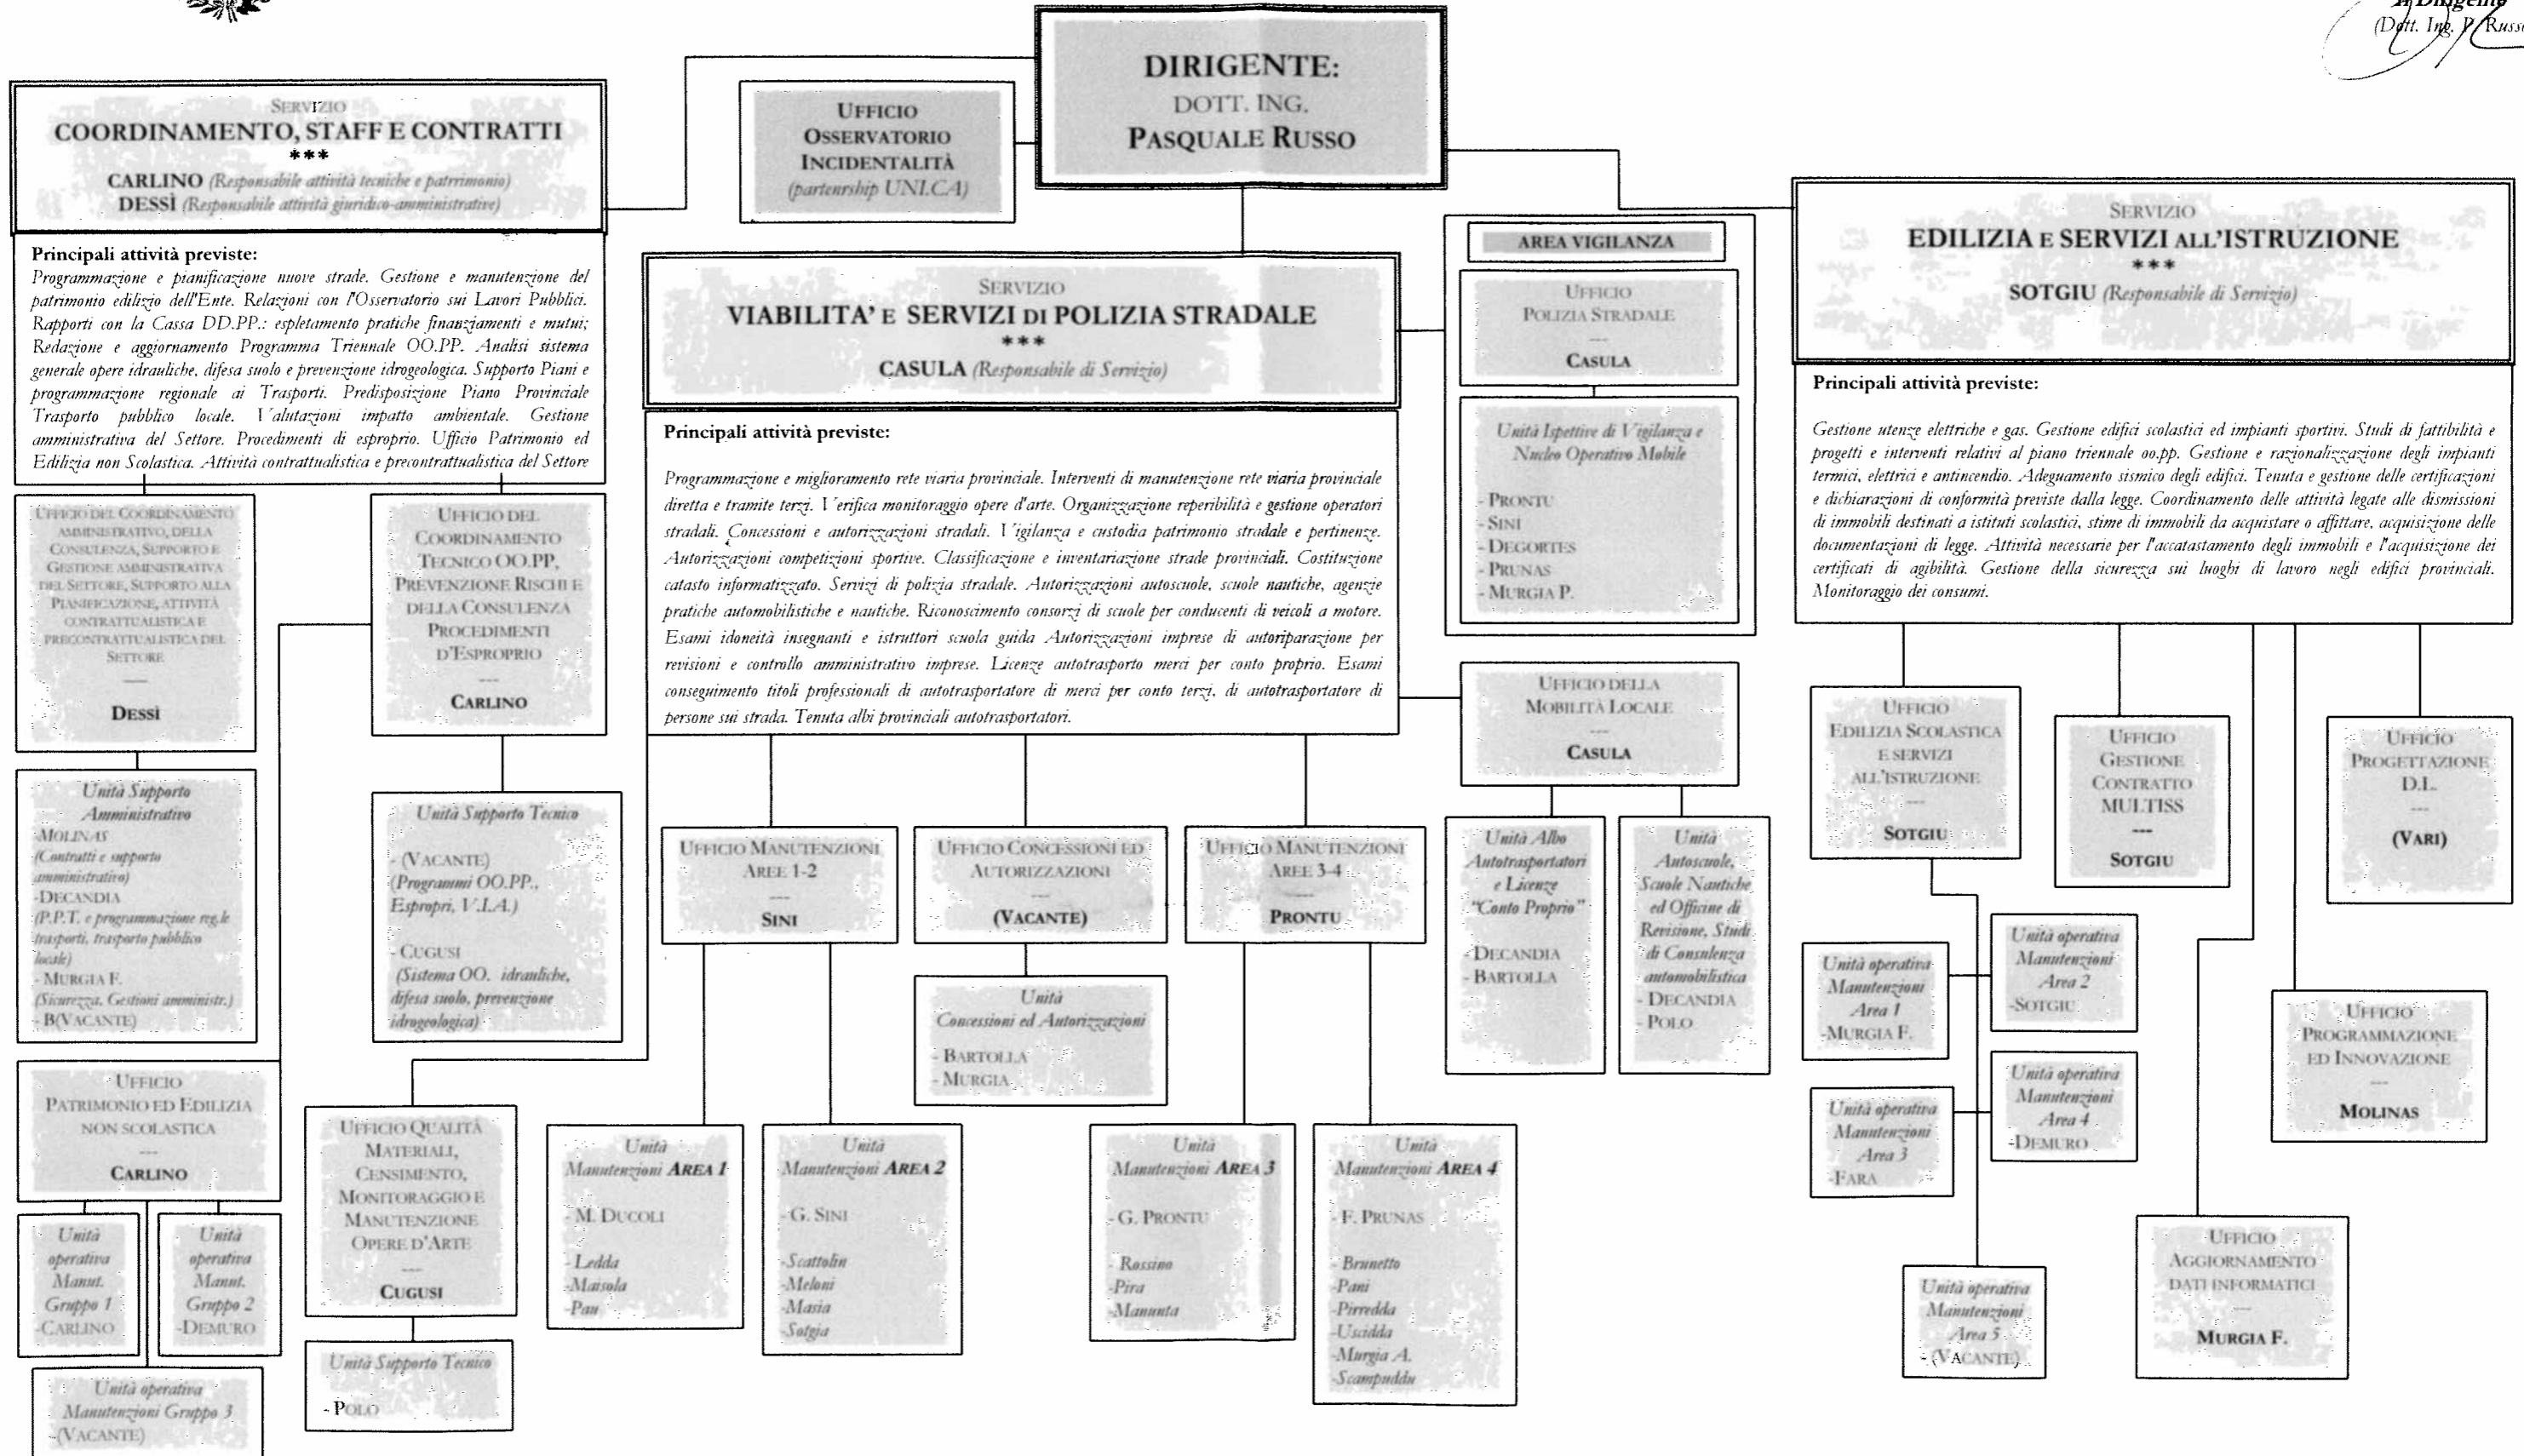 Il Dirigente
(Dott. Ing. P. Russo
DIRIGENTE:
DOTT. ING.
PASQUALE RUSSO
UFFICIO
OSSERVATORIO
INCIDENTALITÀ
(partenrship UNI.CA)
SERVIZIO
COORDINAMENTO, STAFF E CONTRATTI
***
CARLINO (Responsabile attività tecniche e patrrimonio)
DESSÌ (Responsabile attività giuridico-amministrative)
Principali attività previste:
Programmazione e pianificazione nuove strade. Gestione e manutenzione del
patrimonio edilizio dell'Ente. Relazioni con l'Osservatorio sui Lavori Pubblici.
Rapporti con la Cassa DD.PP.: espletamento pratiche finanziamenti e mutui;
Redazione e aggiornamento Programma Triennale OO.PP. Analisi sistema
generale opere idrauliche, difesa suolo e prevenzione idrogeologica. Supporto Piani e
programmazione regionale ai Trasporti. Predisposizione Piano Provinciale
Trasporto pubblico locale. Valutazioni impatto ambientale. Gestione
amministrativa del Settore. Procedimenti di esproprio. Ufficio Patrimonio ed
Edilizia non Scolastica. Attività contrattualistica e precontrattualistica del Settore
UFFICIO DEL COORDINAMENTO
AMMINISTRATIVO, DELLA
CONSULENZA, SUPPORTO E
GESTIONE AMMINISTRATIVA
DEL SETTORE, SUPPORTO ALLA
PIANIFICAZIONE, ATTIVITÀ
CONTRATTUALISTICA E
PRECONTRATTUALISTICA DEL
SETTORE
---
DESSÌ
Unità Supporto
Amministrativo
-MOLINAS
(Contratti e supporto
amministrativo)
-DECANDIA
(P.P.T. e programmazione reg.le
trasporti, trasporto pubblico
locale)
- MURGIA F.
(Sicurezza, Gestioni amministr.)
- B(VACANTE)
UFFICIO DEL
COORDINAMENTO
TECNICO OO.PP,
PREVENZIONE RISCHI E
DELLA CONSULENZA
PROCEDIMENTI
D'ESPROPRIO
---
CARLINO
Unità Supporto Tecnico
- (VACANTE)
(Programmi OO.PP.,
Espropri, V.I.A.)
- CUGUSI
(Sistema OO. idrauliche,
difesa suolo, prevenzione
idrogeologica)
UFFICIO
PATRIMONIO ED EDILIZIA
NON SCOLASTICA
---
CARLINO
Unità
operativa
Manut.
Gruppo 1
-CARLINO
Unità
operativa
Manut.
Gruppo 2
-DEMURO
Unità operativa
Manutenzioni Gruppo 3
-(VACANTE)
SERVIZIO
VIABILITA' E SERVIZI DI POLIZIA STRADALE
***
CASULA (Responsabile di Servizio)
Principali attività previste:
Programmazione e miglioramento rete viaria provinciale. Interventi di manutenzione rete viaria provinciale
diretta e tramite terzi. Verifica monitoraggio opere d'arte. Organizzazione reperibilità e gestione operatori
stradali. Concessioni e autorizzazioni stradali. Vigilanza e custodia patrimonio stradale e pertinenze.
Autorizzazioni competizioni sportive. Classificazione e inventariazione strade provinciali. Costituzione
catasto informatizzato. Servizi di polizia stradale. Autorizzazioni autoscuole, scuole nautiche, agenzie
pratiche automobilistiche e nautiche. Riconoscimento consorzi di scuole per conducenti di veicoli a motore.
Esami idoneità insegnanti e istruttori scuola guida Autorizzazioni imprese di autoriparazione per
revisioni e controllo amministrativo imprese. Licenze autotrasporto merci per conto proprio. Esami
conseguimento titoli professionali di autotrasportatore di merci per conto terzi, di autotrasportatore di
persone sui strada. Tenuta albi provinciali autotrasportatori.
AREA VIGILANZA
UFFICIO
POLIZIA STRADALE
---
CASULA
Unità Ispettive di Vigilanza e
Nucleo Operativo Mobile
- PRONTU
- SINI
- DEGORTES
- PRUNAS
- MURGIA P.
UFFICIO DELLA
MOBILITÀ LOCALE
---
CASULA
Unità Albo
Autotrasportatori
e Licenze
"Conto Proprio"
-DECANDIA
- BARTOLLA
Unità
Autoscuole,
Scuole Nautiche
ed Officine di
Revisione, Studi
di Consulenza
automobilistica
- DECANDIA
- POLO
UFFICIO QUALITÀ
MATERIALI,
CENSIMENTO,
MONITORAGGIO E
MANUTENZIONE
OPERE D'ARTE
---
CUGUSI
Unità Supporto Tecnico
- POLO
UFFICIO MANUTENZIONI
AREE 1-2
---
SINI
Unità
Manutenzioni AREA 1
- M. DUCOLI
- Ledda
-Maisola
-Pau
Unità
Manutenzioni AREA 2
- G. SINI
-Scattolin
-Meloni
-Masia
-Sotgia
UFFICIO CONCESSIONI ED
AUTORIZZAZIONI
---
(VACANTE)
Unità
Concessioni ed Autorizzazioni
- BARTOLLA
- MURGIA
UFFICIO MANUTENZIONI
AREE 3-4
---
PRONTU
Unità
Manutenzioni AREA 3
- G. PRONTU
- Rossino
-Pira
-Manunta
Unità
Manutenzioni AREA 4
- F. PRUNAS
- Brunetto
-Pani
-Pirredda
-Uscidda
-Murgia A.
-Scampuddu
SERVIZIO
EDILIZIA E SERVIZI ALL'ISTRUZIONE
***
SOTGIU (Responsabile di Servizio)
Principali attività previste:
Gestione utenze elettriche e gas. Gestione edifici scolastici ed impianti sportivi. Studi di fattibilità e
progetti e interventi relativi al piano triennale oo.pp. Gestione e razionalizzazione degli impianti
termici, elettrici e antincendio. Adeguamento sismico degli edifici. Tenuta e gestione delle certificazioni
e dichiarazioni di conformità previste dalla legge. Coordinamento delle attività legate alle dismissioni
di immobili destinati a istituti scolastici, stime di immobili da acquistare o affittare, acquisizione delle
documentazioni di legge. Attività necessarie per l'accatastamento degli immobili e l'acquisizione dei
certificati di agibilità. Gestione della sicurezza sui luoghi di lavoro negli edifici provinciali.
Monitoraggio dei consumi.
UFFICIO
EDILIZIA SCOLASTICA
E SERVIZI
ALL'ISTRUZIONE
---
SOTGIU
UFFICIO
GESTIONE
CONTRATTO
MULTISS
---
SOTGIU
UFFICIO
PROGETTAZIONE
D.L.
---
(VARI)
Unità operativa
Manutenzioni
Area 1
-MURGIA F.
Unità operativa
Manutenzioni
Area 2
-SOTGIU
Unità operativa
Manutenzioni
Area 3
-FARA
Unità operativa
Manutenzioni
Area 4
-DEMURO
Unità operativa
Manutenzioni
Area 5
- (VACANTE)
UFFICIO
PROGRAMMAZIONE
ED INNOVAZIONE
---
MOLINAS
UFFICIO
AGGIORNAMENTO
DATI INFORMATICI
---
MURGIA F.